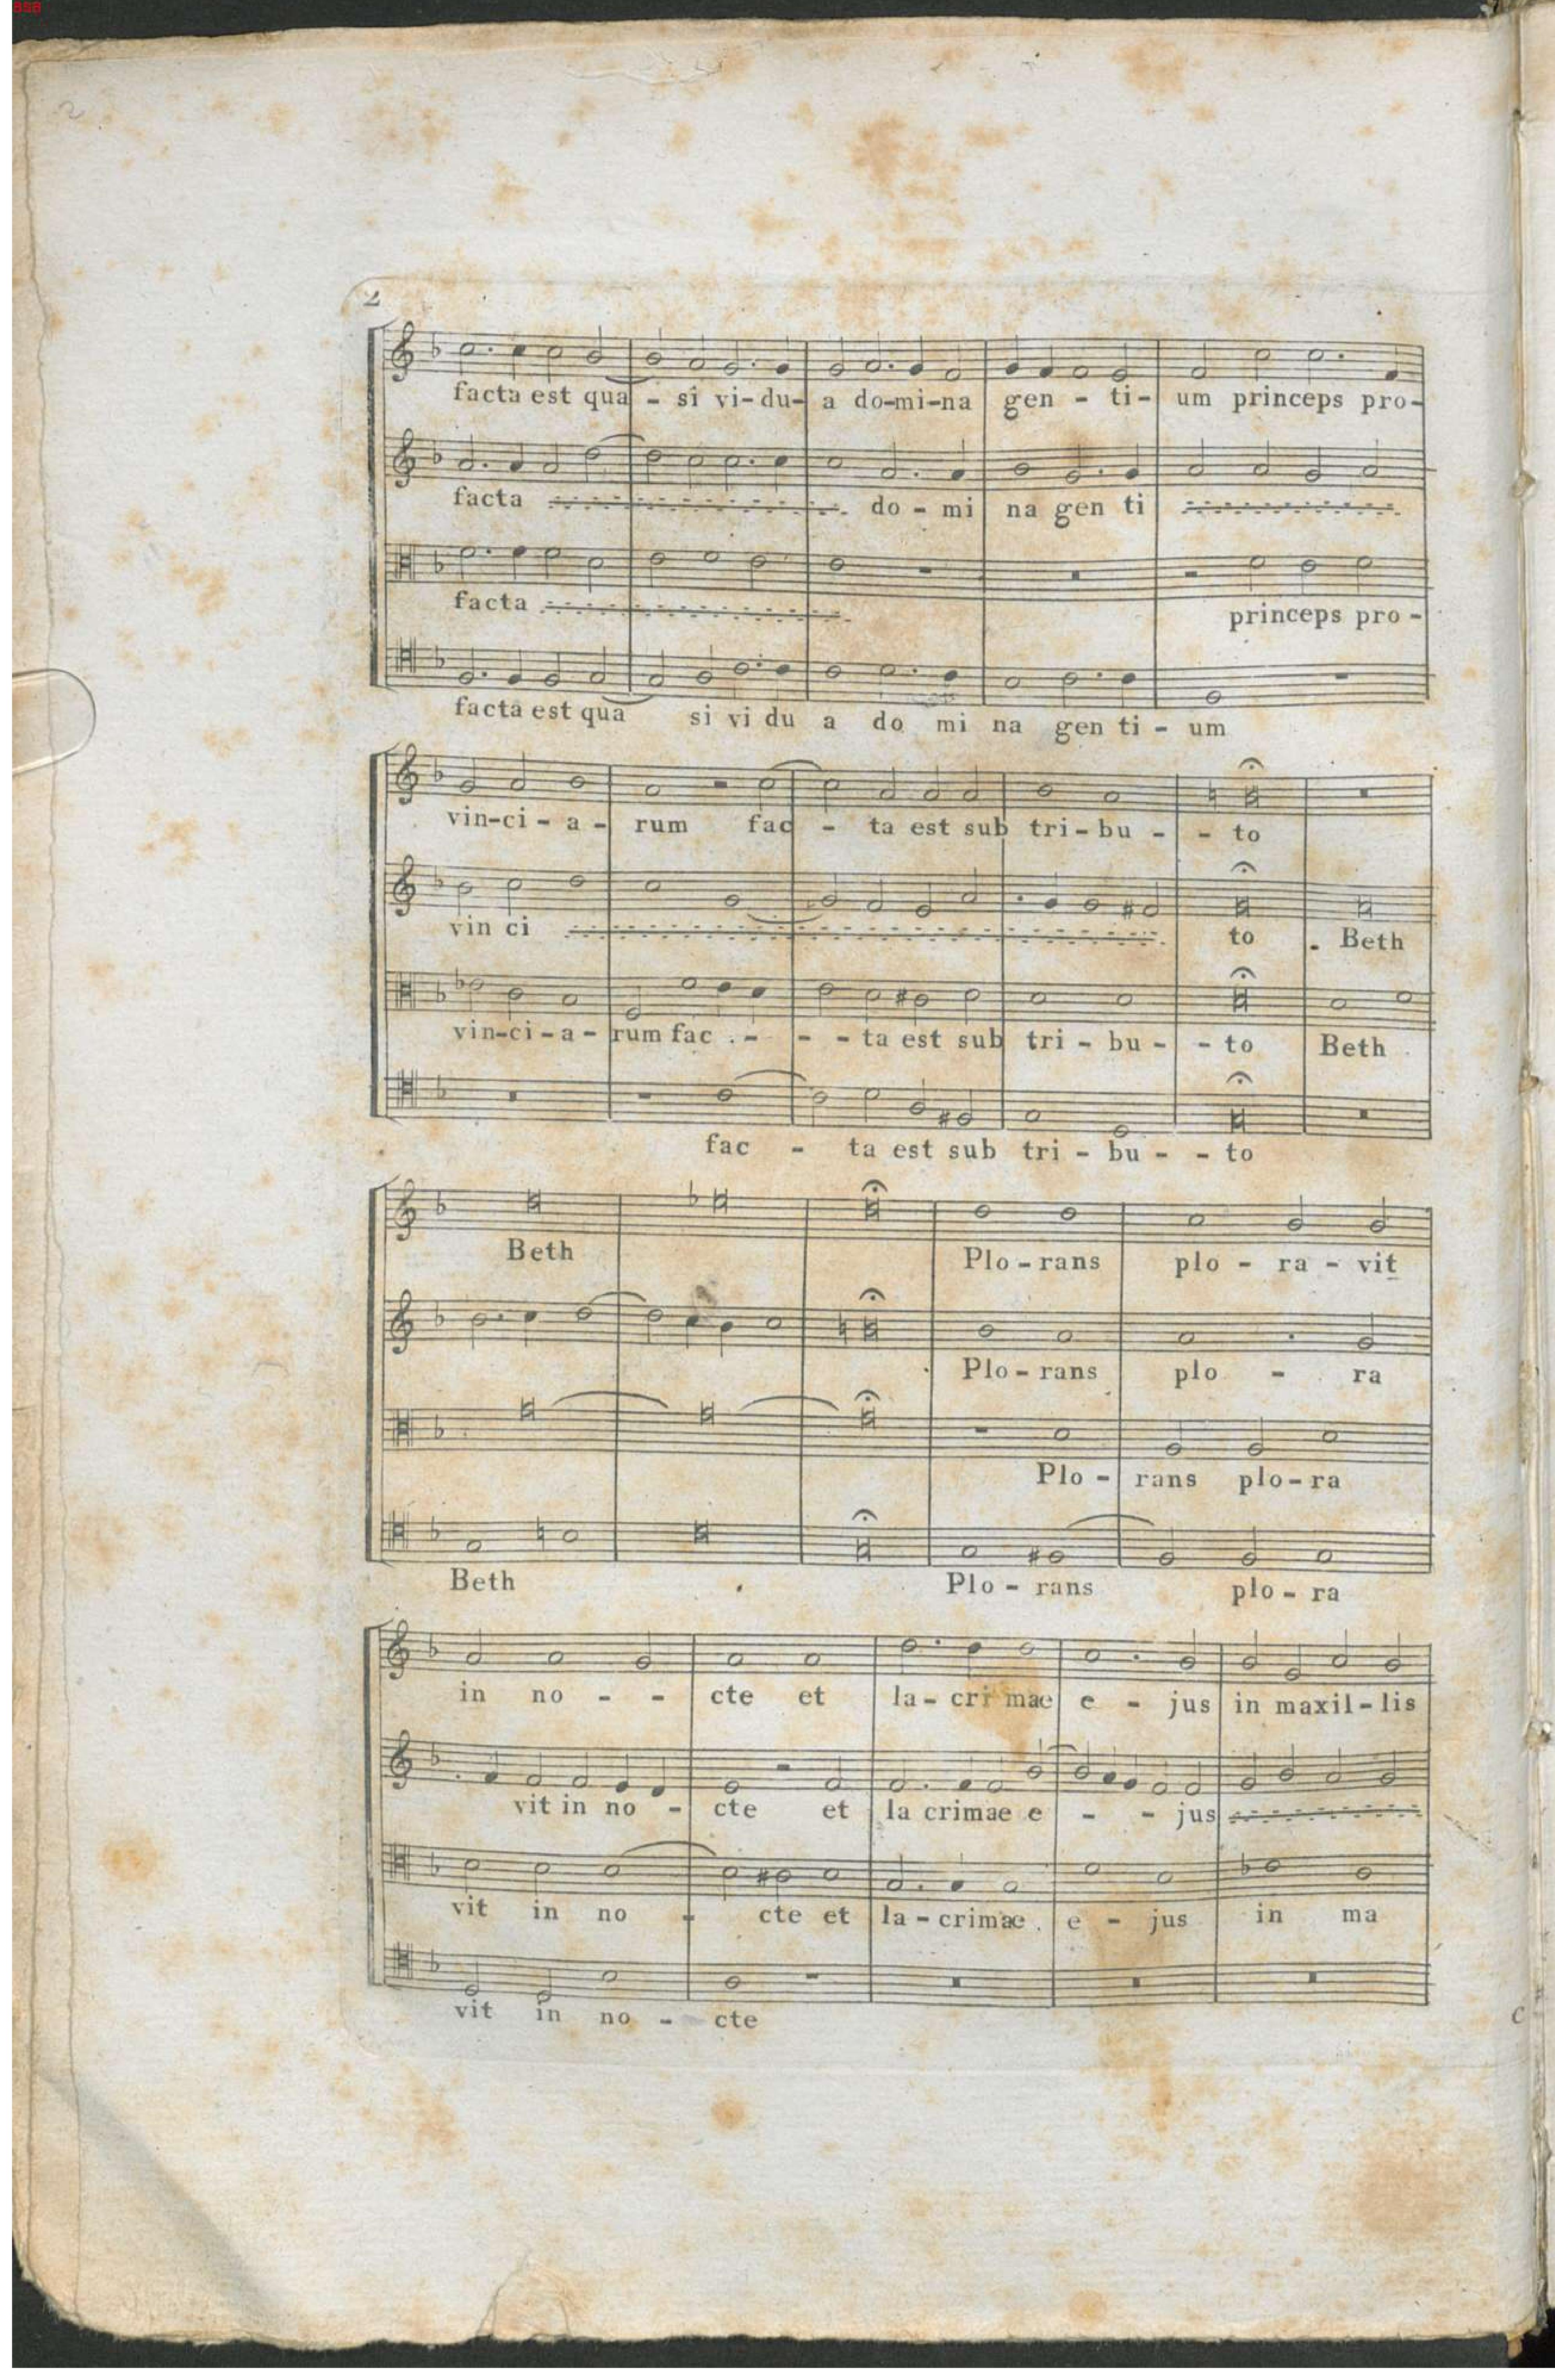 2
2
facta est qua - si vi-du- a do-mi-na gen - ti- um princeps pro-
facta do - mi na gen ti
facta princeps pro -
facta est qua si vi du a do mi na gen ti - um
vin-ci - a - rum fac - ta est sub tri - bu - - to
vin ci to . Beth
vin-ci-a- rum fac - - - ta est sub tri - bu - - to Beth
fac - ta est sub tri - bu - - to
Beth Plo - rans plo - ra - vit
Plo - rans plo - ra
Plo - rans plo-ra
Beth Plo - rans plo - ra
in no - - cte et la - cri mae e - jus in maxil - lis
vit in no - cte et la crimae e - - jus
vit in no - cte et la - crimae e - jus in ma
vit in no - cte